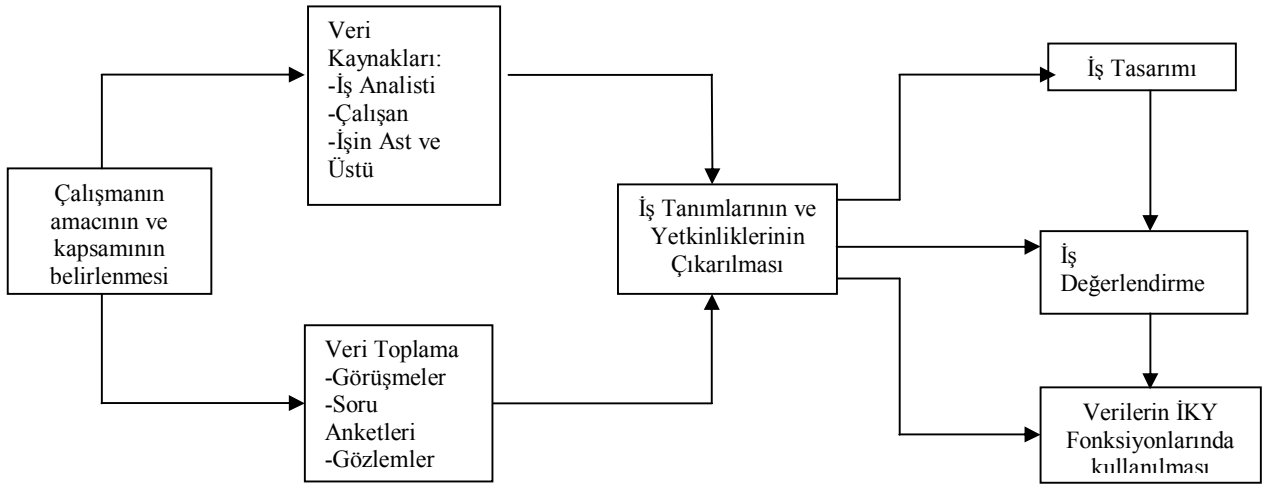 Çalışmanın
amacının ve
kapsamının
belirlenmesi
Veri
Kaynakları:
-İş Analisti
-Çalışan
-İşin Ast ve
Üstü
Veri Toplama
-Görüşmeler
-Soru
Anketleri
-Gözlemler
İş Tanımlarının ve
Yetkinliklerinin
Çıkarılması
İş Tasarımı
İş
Değerlendirme
Verilerin İKY
Fonksiyonlarında
kullanılması